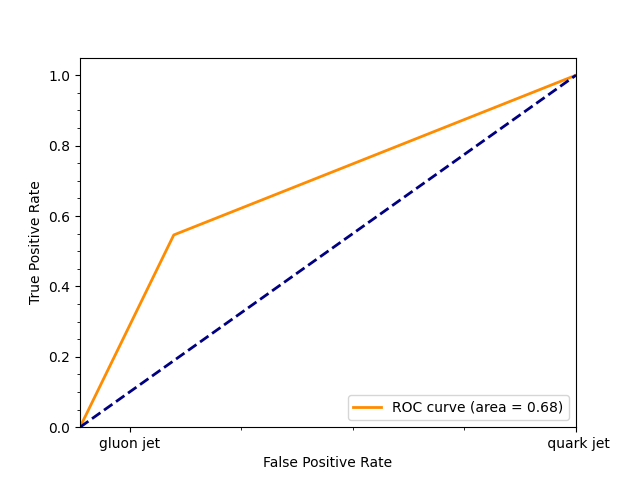 True Positive Rate
1.0
0.8
0.6
0.4
0.2
0.0
ROC curve (area = 0.68)
gluon jet
quark jet
False Positive Rate